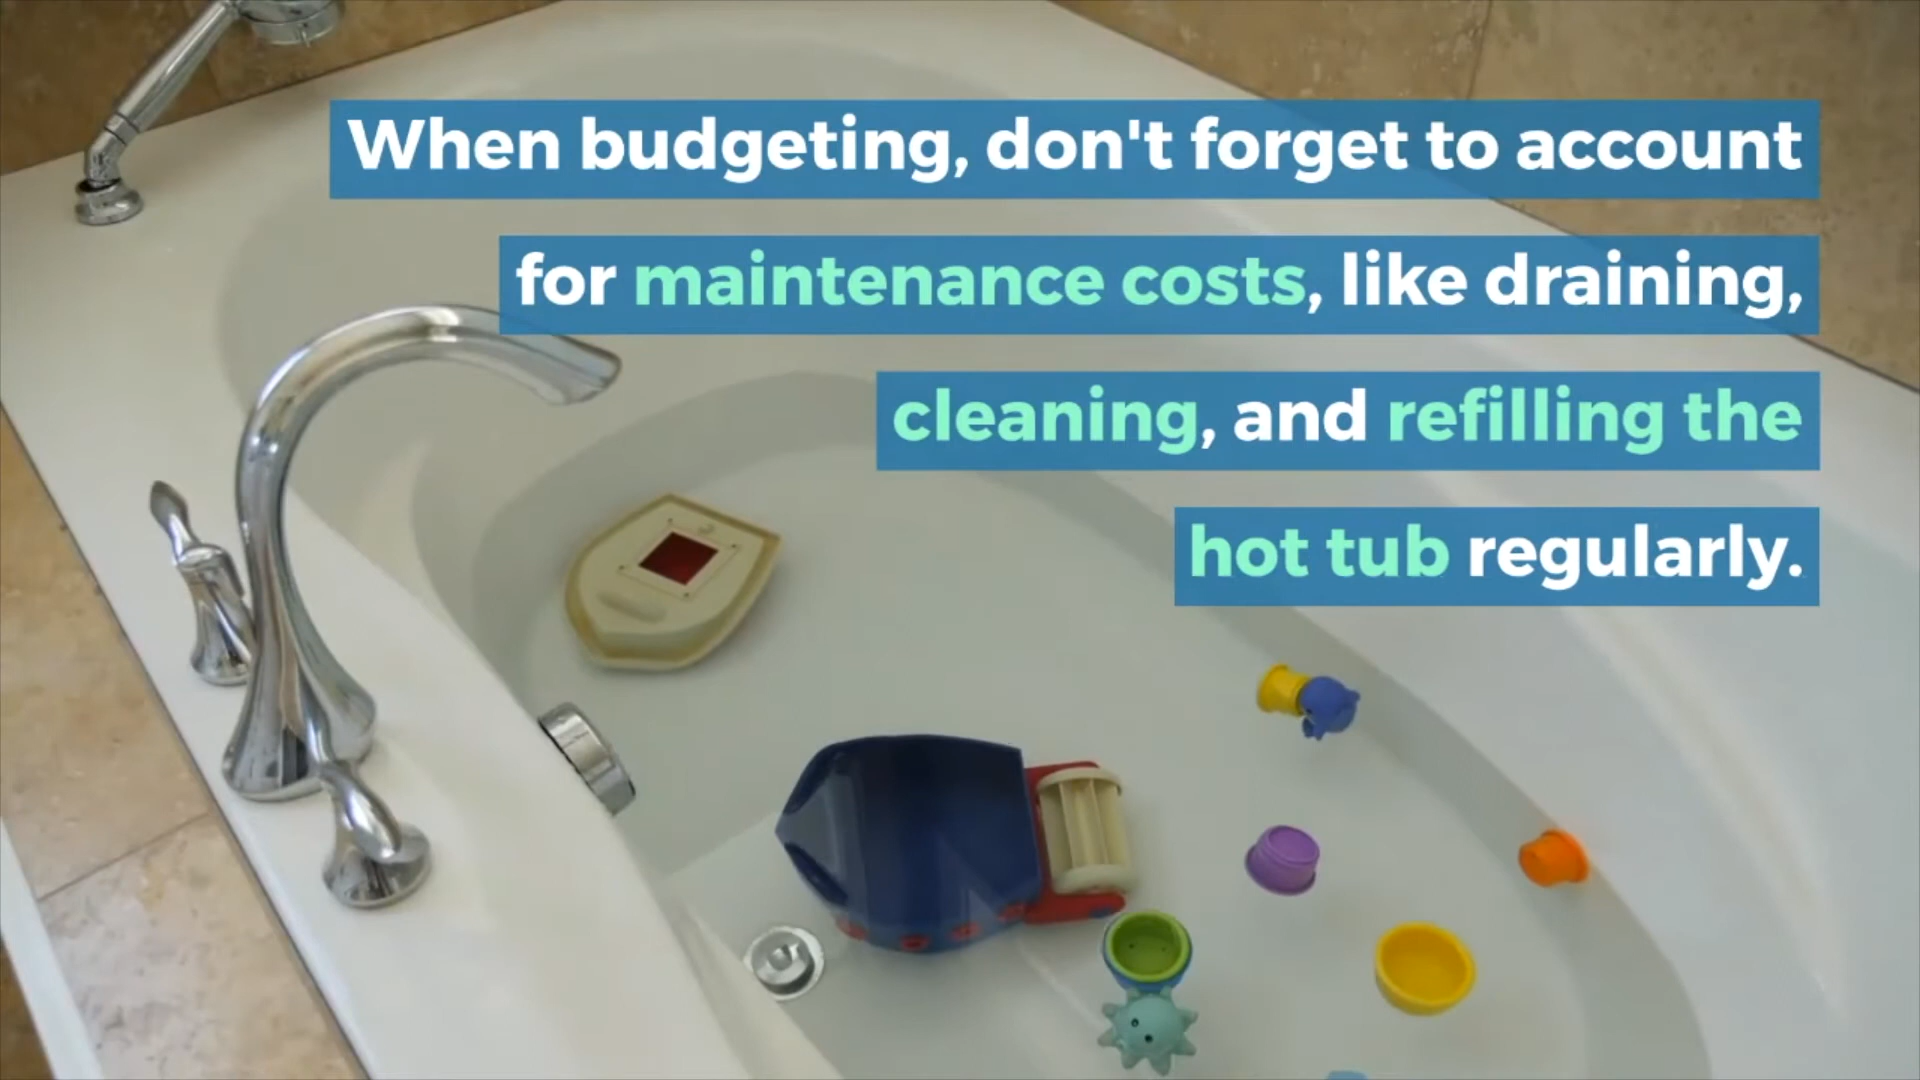 When budgeting, don't forget to account
for maintenance costs, like draining,
cleaning, and refilling the
hot tub regularly.